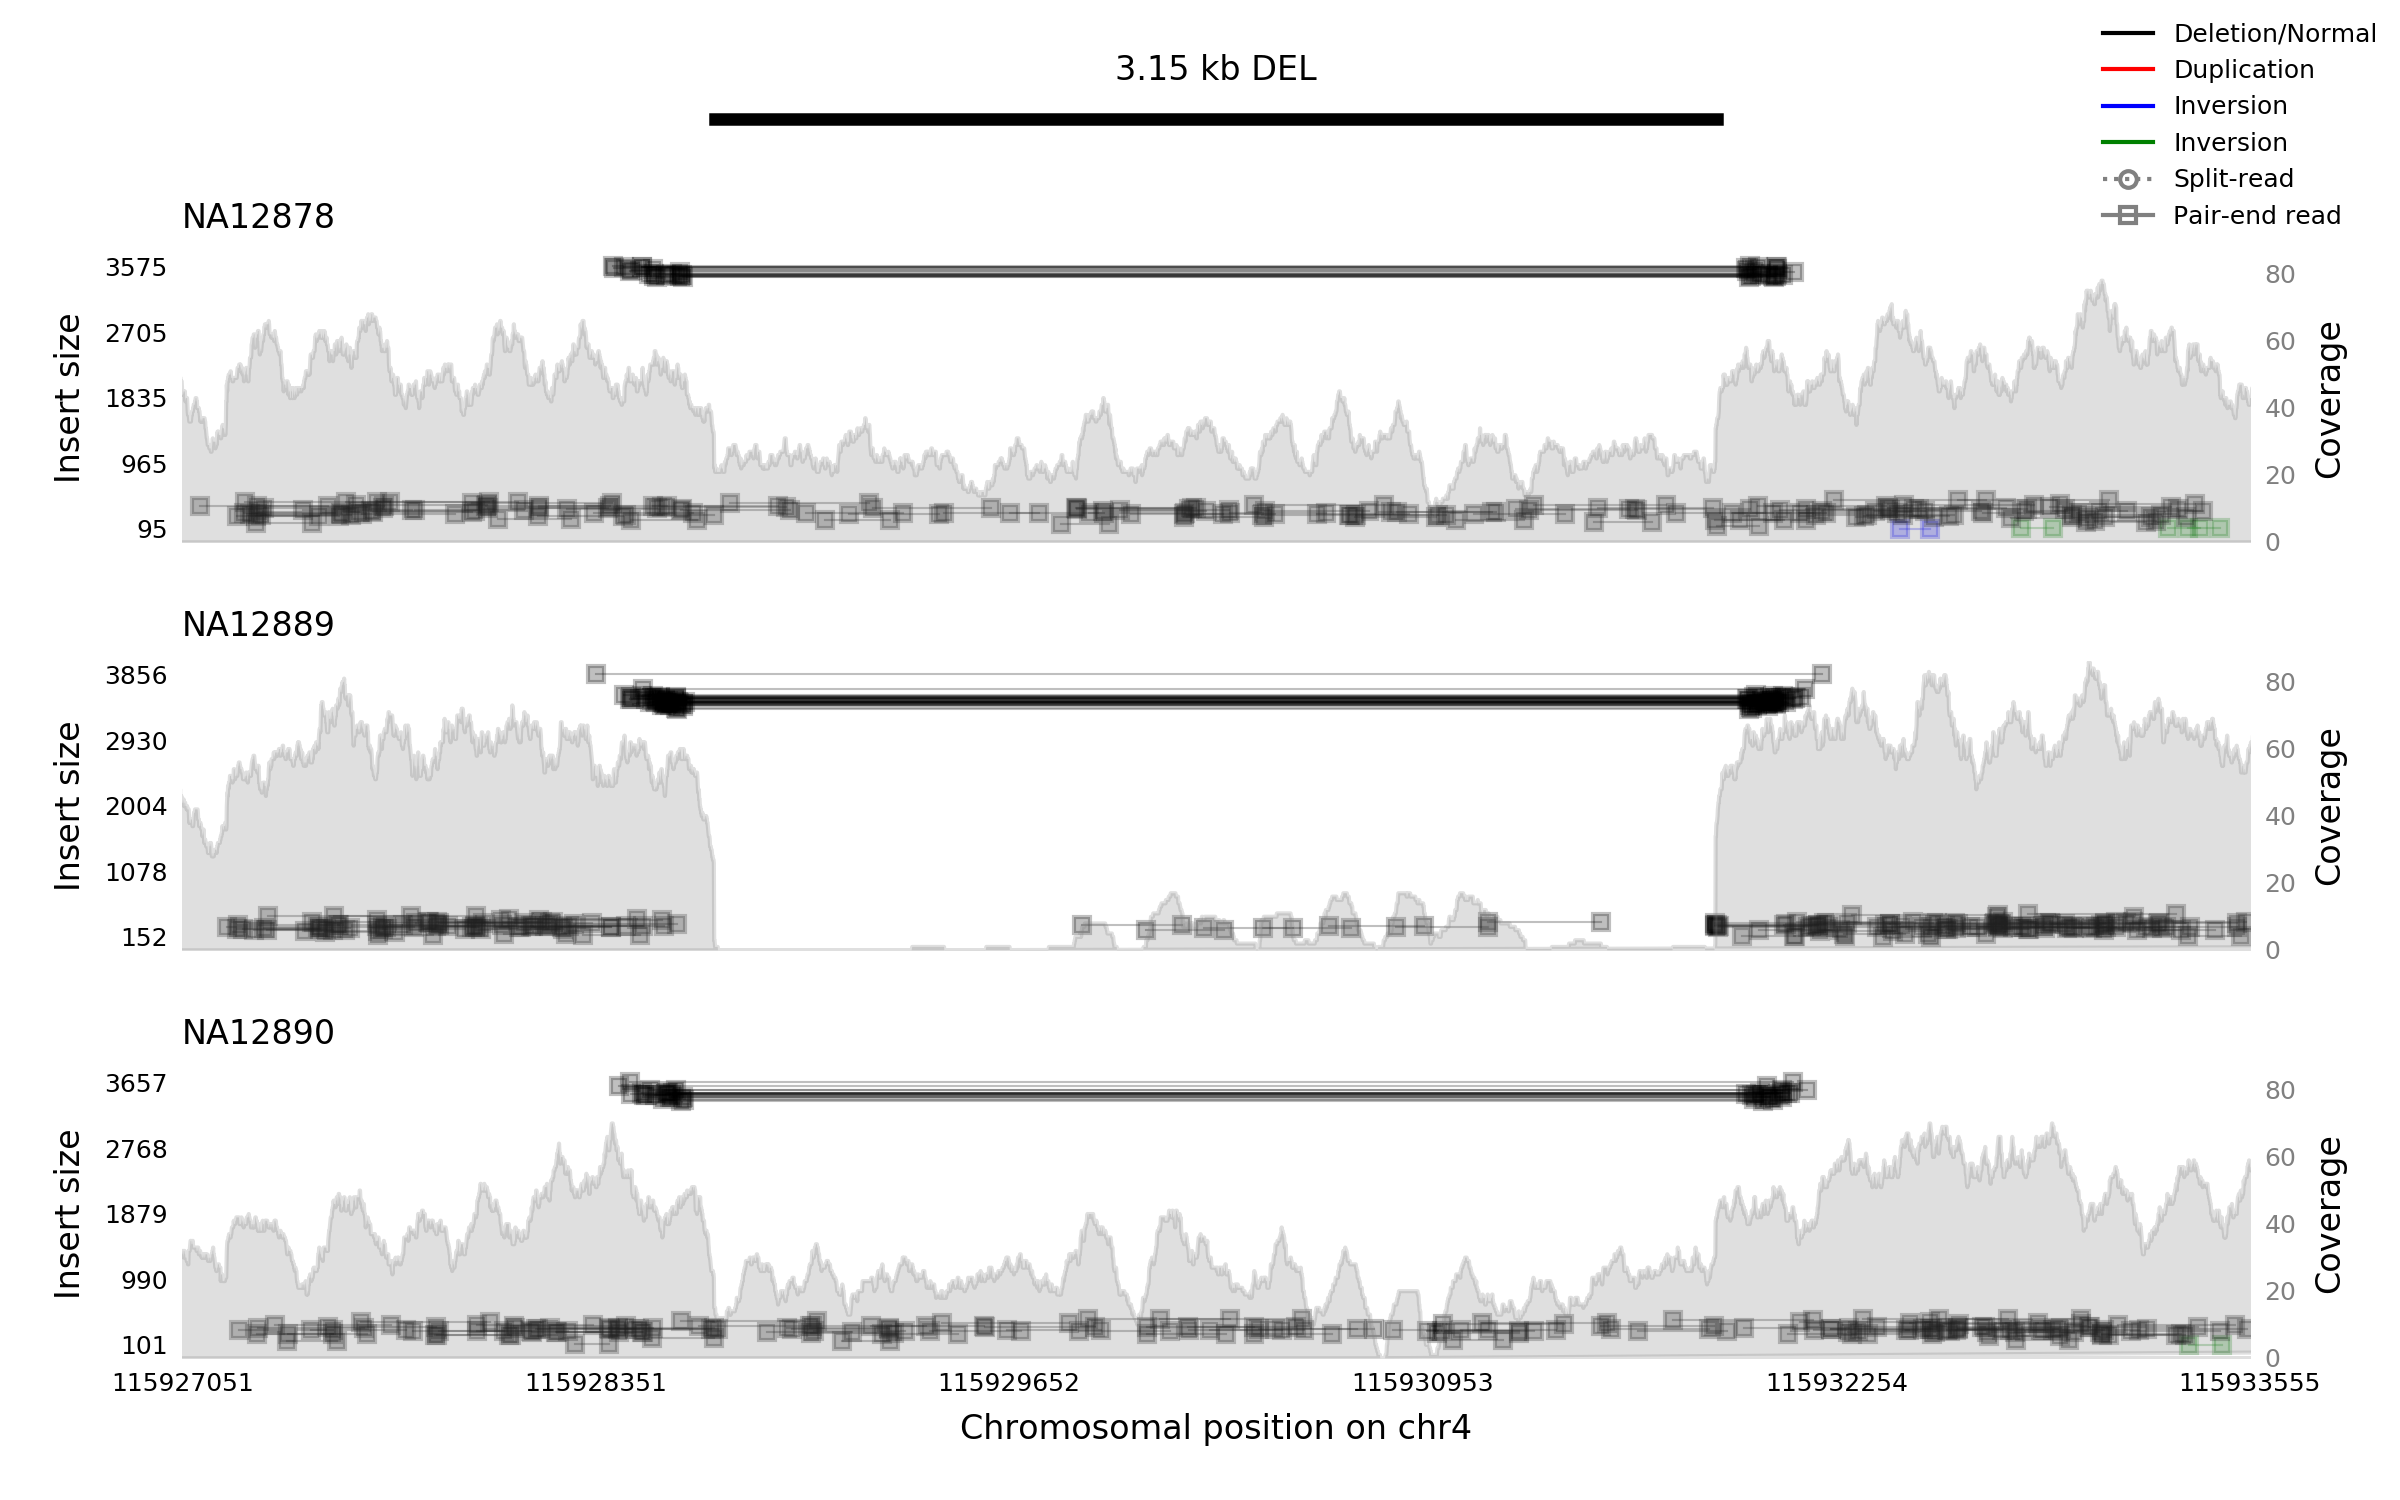 Deletion/Normal
3.15 kb DEL
Duplication
Inversion
Inversion
Split-read
Pair-end read
NA12878
Insert size
3575
2705
1835
965
95
80
60
40
20
0
Coverage
NA12889
Insert size
3856
2930
2004
1078
152
80
60
40
20
0
Coverage
NA12890
Insert size
3657
2768
1879
990
101
80
60
40
20
0
Coverage
115927051 115928351 115929652 115930953 115932254 115933555
Chromosomal position on chr4